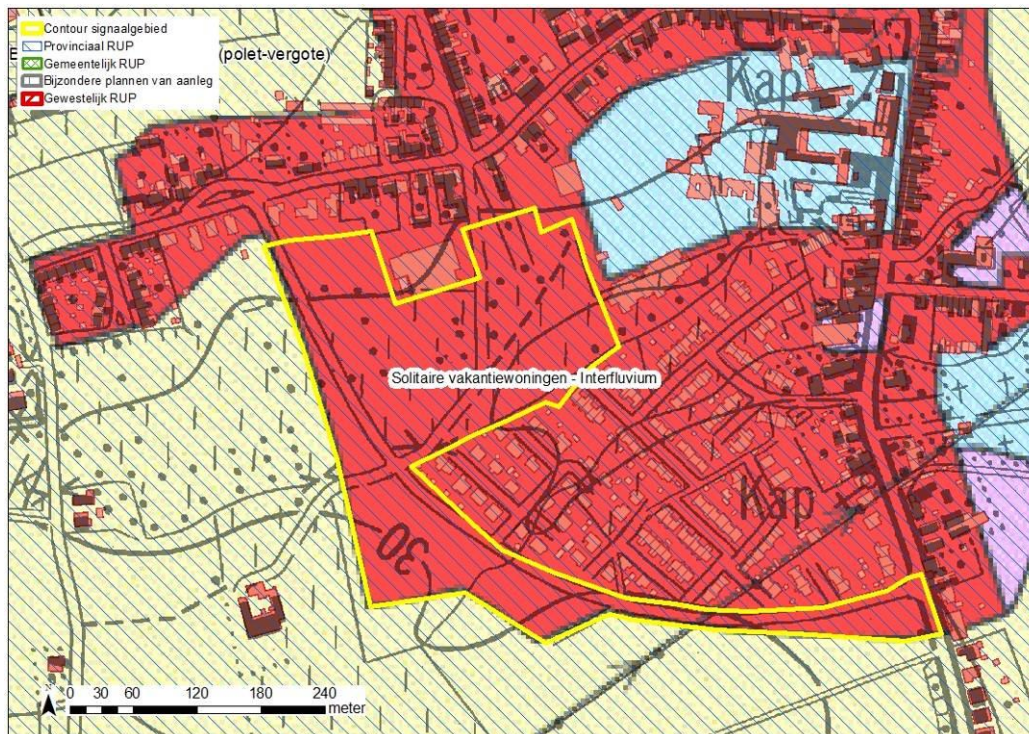 Contour signaalgebied
Provinciaal RUP
(polet-vergote)
Gemeentelijk RUP
Bijzondere plannen van aanleg
Gewestelijk RUP
Kap
Solitaire vakantiewoningen - Interfluvium
Kap
30
0 30 60 120 180 240
meter